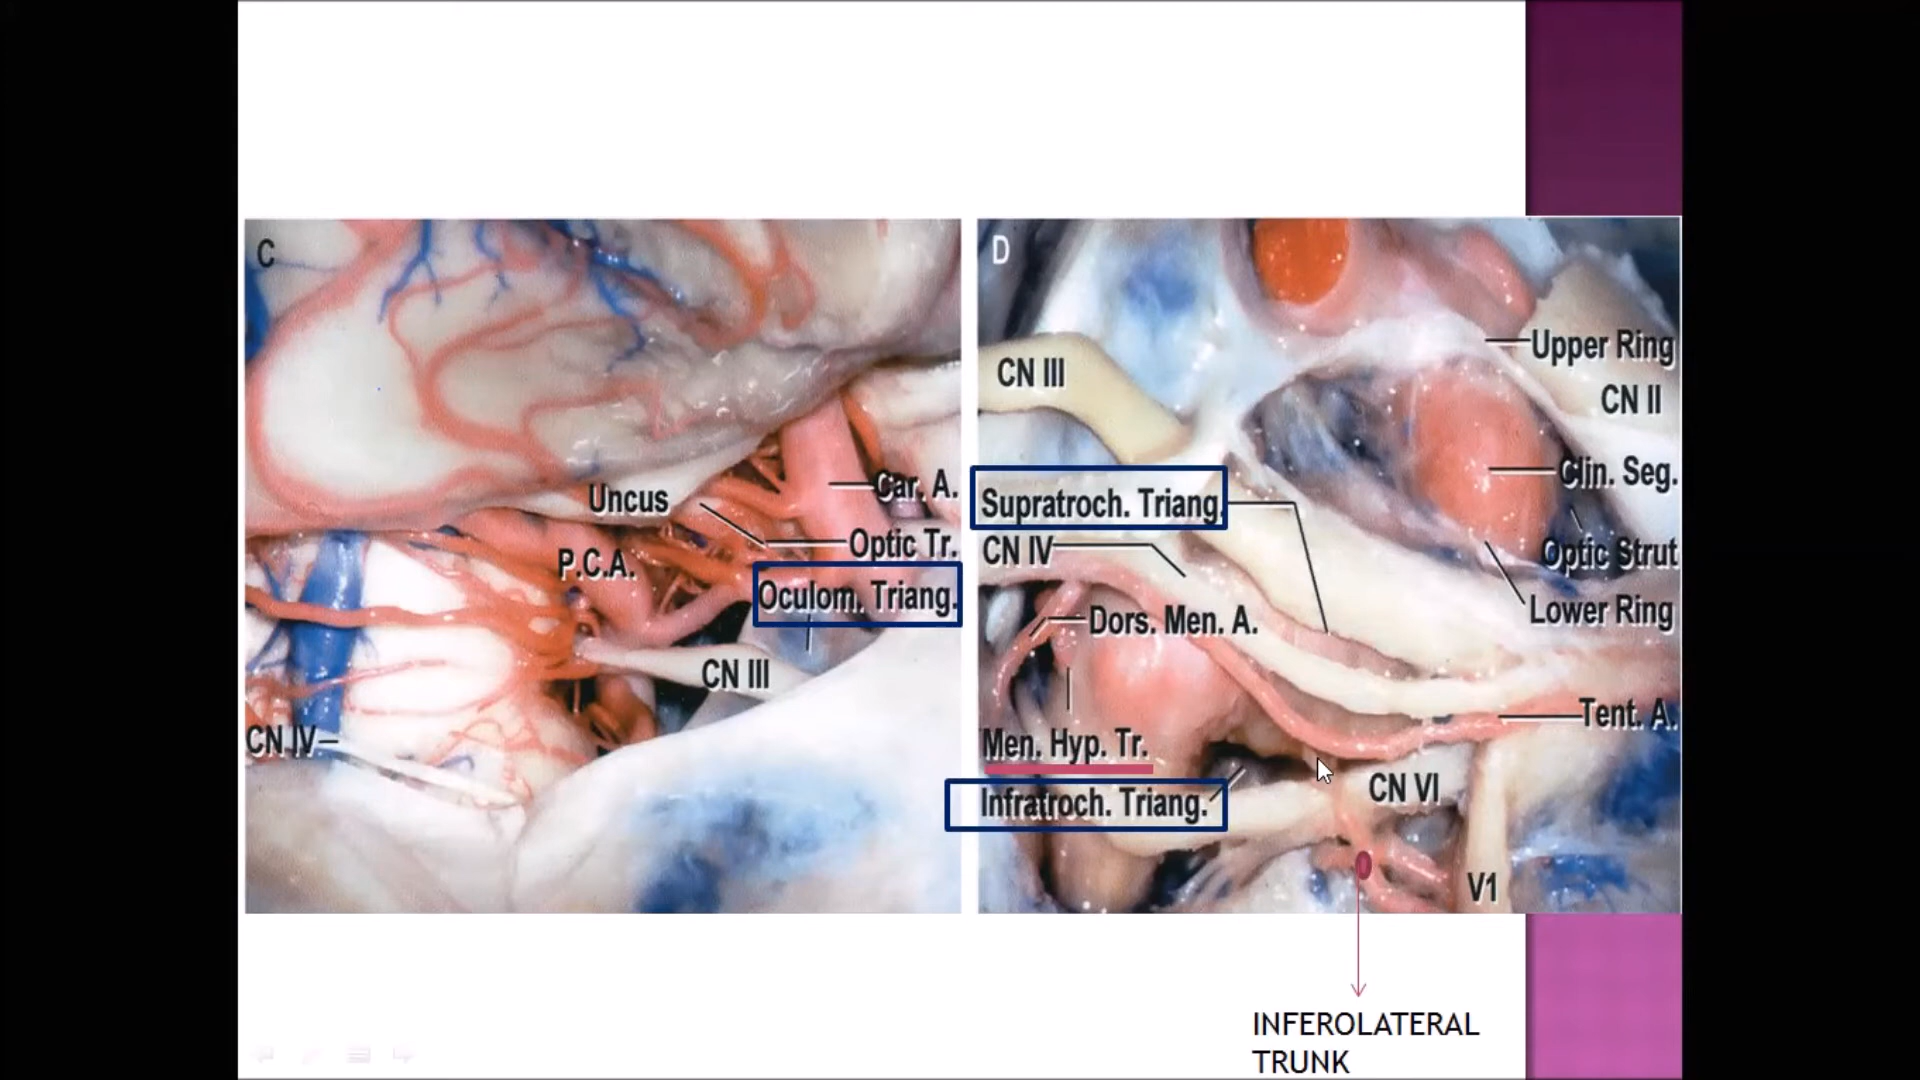 C
Uncus
Car. A.
P.C.A.
Optic Tr.
Oculom. Triang.
CN III
CN IV
D
CN III
Upper Ring
CN II
Supratroch. Triang.
Clin. Seg.
CN IV
Optic Strut
Dors. Men. A.
Lower Ring
Tent. A.
Men. Hyp. Tr.
CN VI
Infratroch. Triang.
V1
INFEROLATERAL
TRUNK